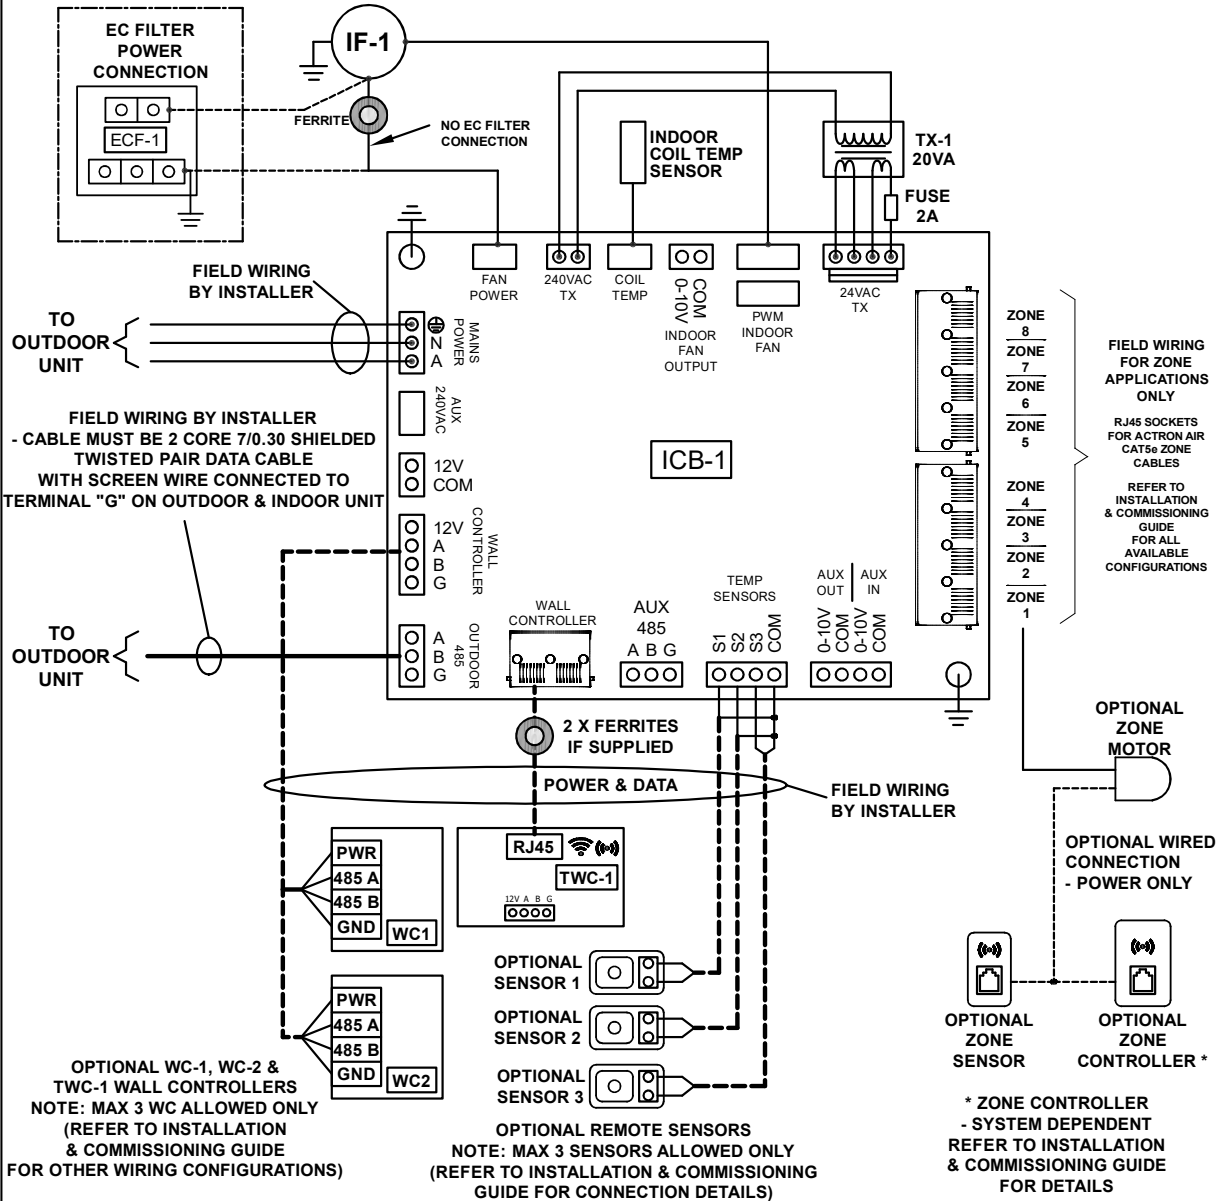 EC FILTER
POWER
CONNECTION
ECF-1
IF-1
FERRITE
NO EC FILTER
CONNECTION
INDOOR
COIL TEMP
SENSOR
TX-1
20VA
FUSE
2A
FIELD WIRING
BY INSTALLER
FAN
POWER
240VAC
TX
COIL
TEMP
0-10V
COM
INDOOR
FAN
OUTPUT
PWM
INDOOR
FAN
24VAC
TX
TO
OUTDOOR
UNIT
N
A
MAINS
POWER
AUX
240VAC
12V
COM
12V
A
B
G
WALL
CONTROLLER
A
B
G
OUTDOOR
485
FIELD WIRING BY INSTALLER
- CABLE MUST BE 2 CORE 7/0.30 SHIELDED
TWISTED PAIR DATA CABLE
WITH SCREEN WIRE CONNECTED TO
TERMINAL "G" ON OUTDOOR & INDOOR UNIT
TO
OUTDOOR
UNIT
ICB-1
ZONE
8
ZONE
7
ZONE
6
ZONE
5
ZONE
4
ZONE
3
ZONE
2
ZONE
1
FIELD WIRING
FOR ZONE
APPLICATIONS
ONLY
RJ45 SOCKETS
FOR ACTRON AIR
CAT5e ZONE
CABLES
REFER TO
INSTALLATION
& COMMISSIONING
GUIDE
FOR ALL
AVAILABLE
CONFIGURATIONS
WALL
CONTROLLER
AUX
485
A B G
TEMP
SENSORS
S1
S2
S3
COM
AUX
OUT
AUX
IN
0-10V
COM
0-10V
COM
2 X FERRITES
IF SUPPLIED
POWER & DATA
FIELD WIRING
BY INSTALLER
OPTIONAL
ZONE
MOTOR
OPTIONAL WIRED
CONNECTION
- POWER ONLY
PWR
485 A
485 B
GND
WC1
RJ45
TWC-1
12V A B G
PWR
485 A
485 B
GND
WC2
OPTIONAL
SENSOR 1
OPTIONAL
SENSOR 2
OPTIONAL
SENSOR 3
OPTIONAL
ZONE
SENSOR
OPTIONAL
ZONE
CONTROLLER *
OPTIONAL WC-1, WC-2 &
TWC-1 WALL CONTROLLERS
NOTE: MAX 3 WC ALLOWED ONLY
(REFER TO INSTALLATION
& COMMISSIONING GUIDE
FOR OTHER WIRING CONFIGURATIONS)
OPTIONAL REMOTE SENSORS
NOTE: MAX 3 SENSORS ALLOWED ONLY
(REFER TO INSTALLATION & COMMISSIONING
GUIDE FOR CONNECTION DETAILS)
* ZONE CONTROLLER
- SYSTEM DEPENDENT
REFER TO INSTALLATION
& COMMISSIONING GUIDE
FOR DETAILS